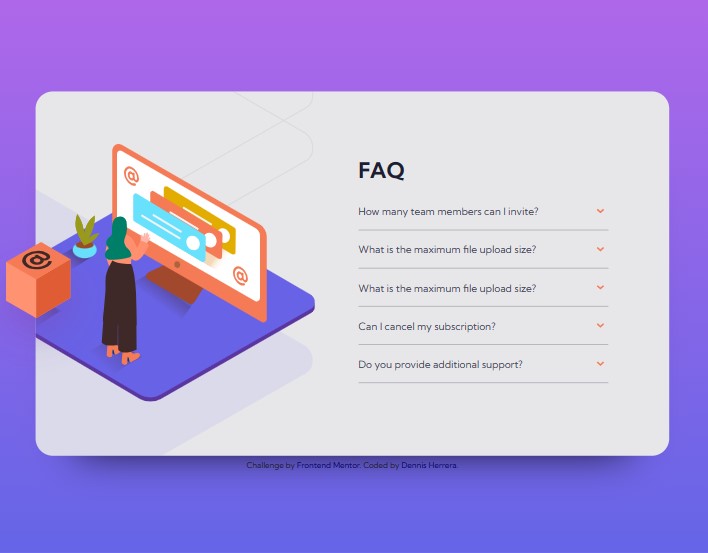 @
@
@
FAQ
How many team members can I invite?
What is the maximum file upload size?
What is the maximum file upload size?
Can I cancel my subscription?
Do you provide additional support?
Challenge by Frontend Mentor. Coded by Dennis Herrera.